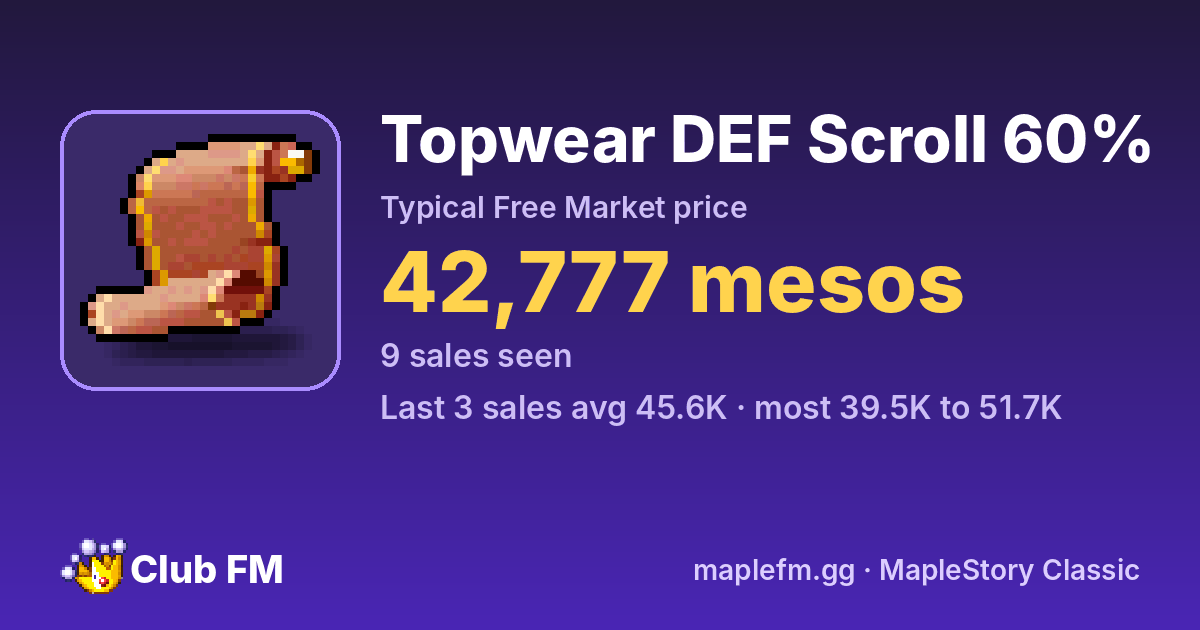 Topwear DEF Scroll 60%
Typical Free Market price
42,777 mesos
9 sales seen
Last 3 sales avg 45.6K · most 39.5K to 51.7K
Club FM
maplefm.gg · MapleStory Classic